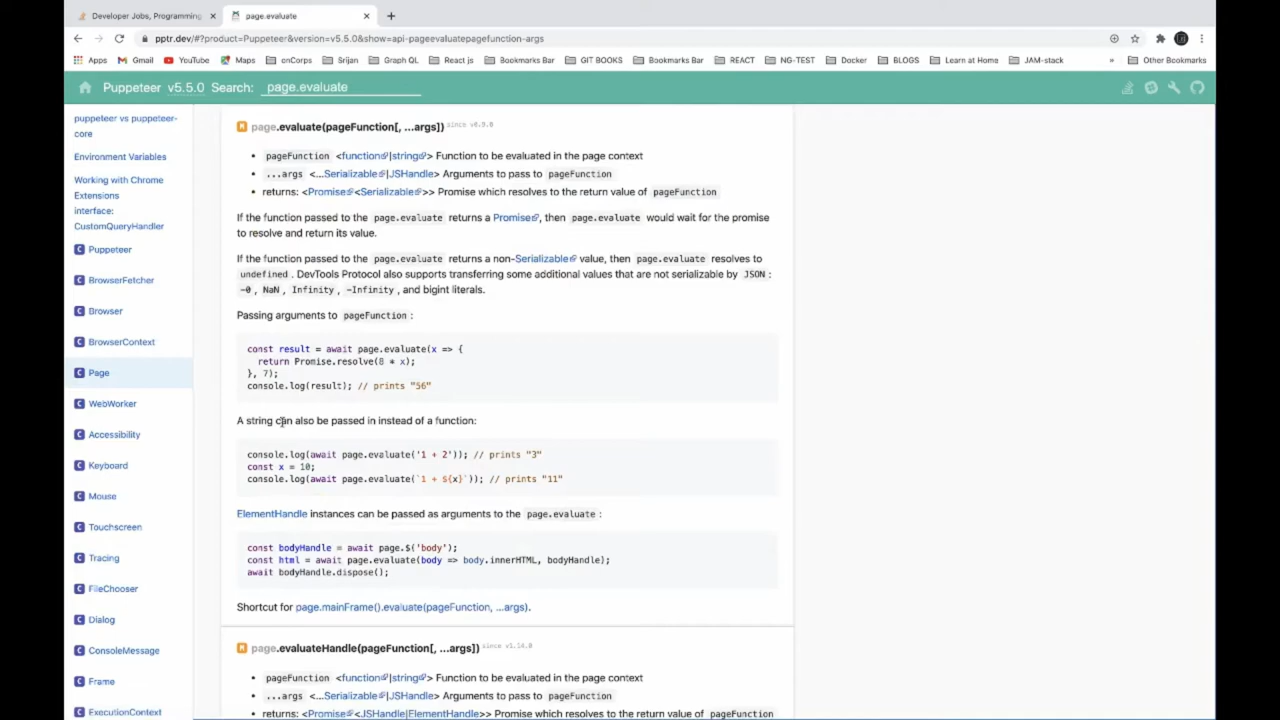 Developer Jobs, Programming
page.evaluate
pptr.dev/#?product=Puppeteer&version=v5.5.0&show=api-pageevaluatepagefunction-args
Apps Gmail YouTube Maps onCorps Srijan Graph QL React js Bookmarks Bar GIT BOOKS Bookmarks Bar REACT NG-TEST Docker BLOGS Learn at Home JAM-stack » Other Bookmarks
Puppeteer v5.5.0 Search: page.evaluate
puppeteer vs puppeteer-
core
Environment Variables
Working with Chrome
Extensions
interface:
CustomQueryHandler
C Puppeteer
C BrowserFetcher
C Browser
C BrowserContext
C Page
C WebWorker
C Accessibility
C Keyboard
C Mouse
C Touchscreen
C Tracing
C FileChooser
C Dialog
C ConsoleMessage
C Frame
C ExecutionContext
M page.evaluate(pageFunction[, ...args]) since v0.9.0
• pageFunction <function|string> Function to be evaluated in the page context
• ...args <...Serializable|JSHandle> Arguments to pass to pageFunction
• returns: <Promise<Serializable>> Promise which resolves to the return value of pageFunction
If the function passed to the page.evaluate returns a Promise, then page.evaluate would wait for the promise
to resolve and return its value.
If the function passed to the page.evaluate returns a non-Serializable value, then page.evaluate resolves to
undefined. DevTools Protocol also supports transferring some additional values that are not serializable by JSON :
-0, NaN, Infinity, -Infinity, and bigint literals.
Passing arguments to pageFunction :
const result = await page.evaluate(x => {
return Promise.resolve(8 * x);
}, 7);
console.log(result); // prints "56"
A string can also be passed in instead of a function:
console.log(await page.evaluate('1 + 2')); // prints "3"
const x = 10;
console.log(await page.evaluate(`1 + ${x}`)); // prints "11"
ElementHandle instances can be passed as arguments to the page.evaluate :
const bodyHandle = await page.$('body');
const html = await page.evaluate(body => body.innerHTML, bodyHandle);
await bodyHandle.dispose();
Shortcut for page.mainFrame().evaluate(pageFunction, ...args).
M page.evaluateHandle(pageFunction[, ...args]) since v1.14.0
• pageFunction <function|string> Function to be evaluated in the page context
• ...args <...Serializable|JSHandle> Arguments to pass to pageFunction
• returns: <Promise<JSHandle|ElementHandle>> Promise which resolves to the return value of pageFunction